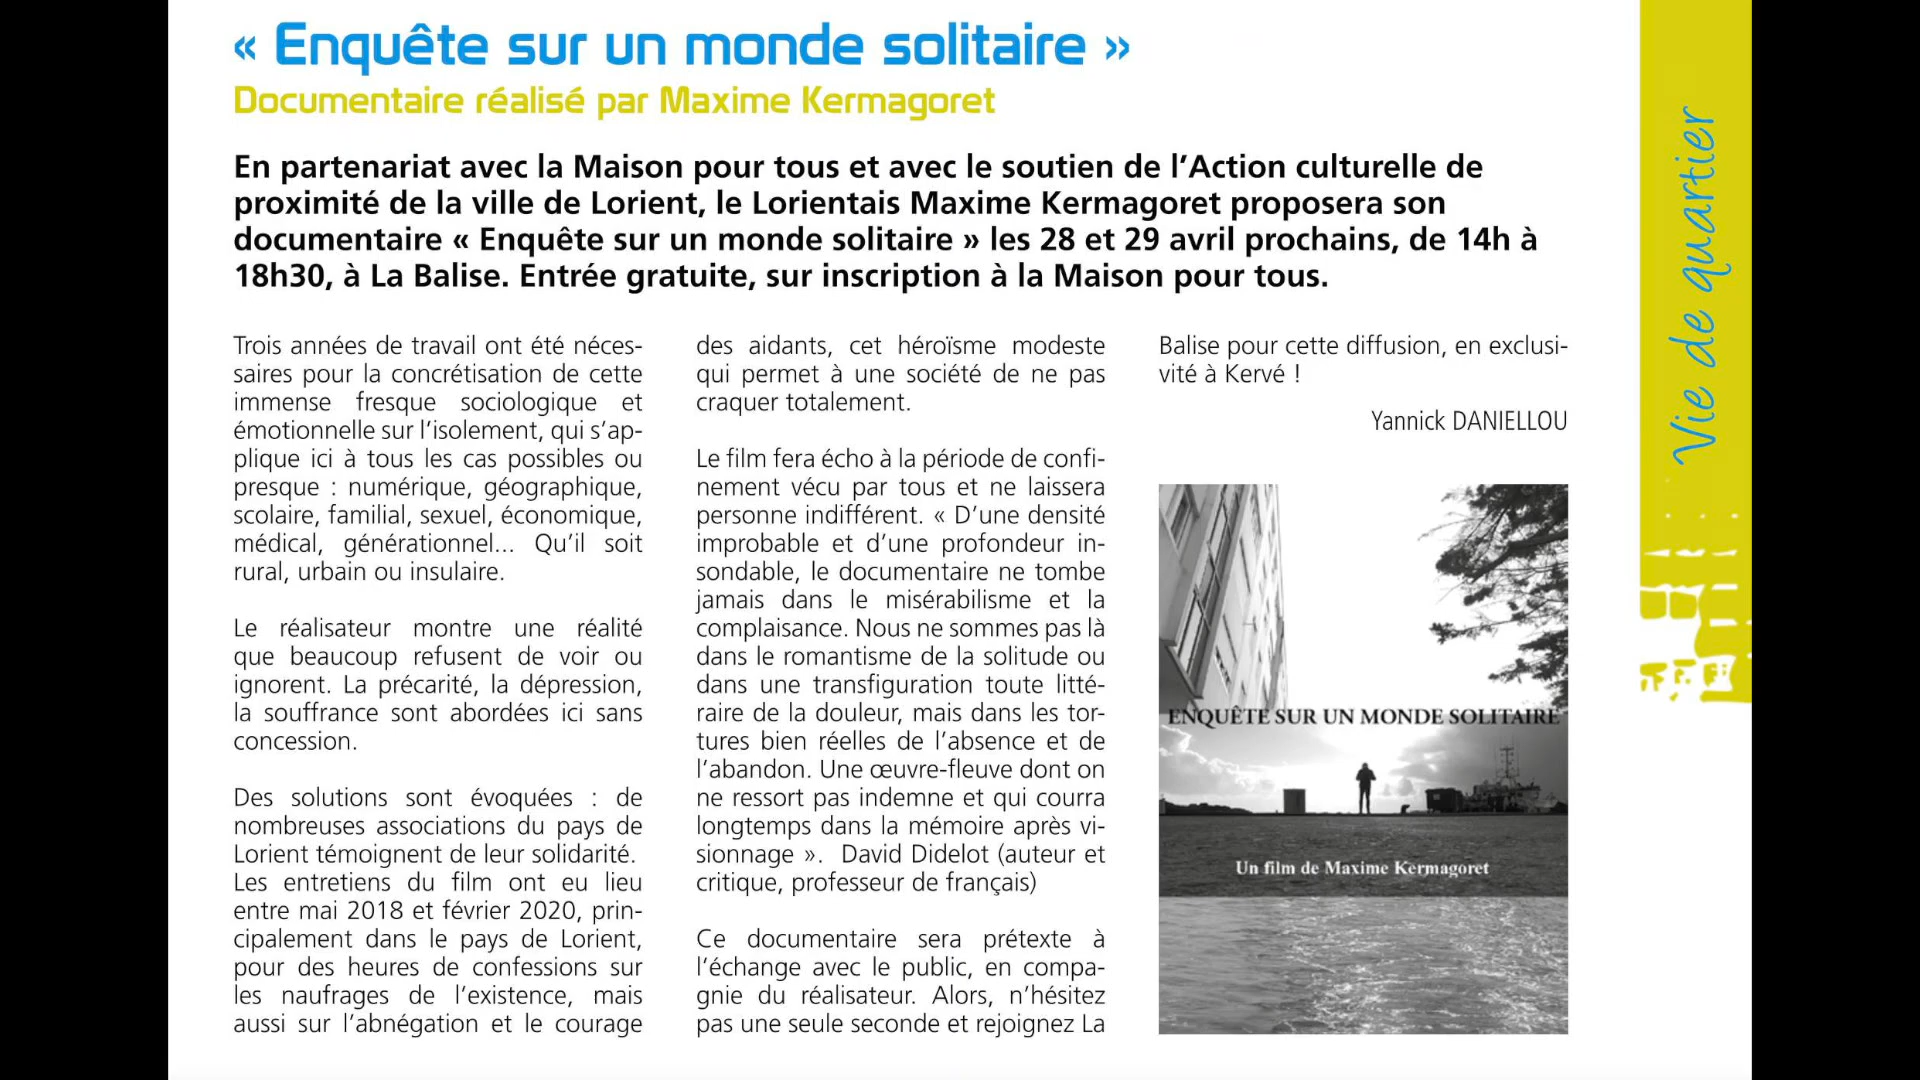 « Enquête sur un monde solitaire »
Documentaire réalisé par Maxime Kermagoret
En partenariat avec la Maison pour tous et avec le soutien de l’Action culturelle de
proximité de la ville de Lorient, le Lorientais Maxime Kermagoret proposera son
documentaire « Enquête sur un monde solitaire » les 28 et 29 avril prochains, de 14h à
18h30, à La Balise. Entrée gratuite, sur inscription à la Maison pour tous.
Trois années de travail ont été néces-
saires pour la concrétisation de cette
immense fresque sociologique et
émotionnelle sur l’isolement, qui s’ap-
plique ici à tous les cas possibles ou
presque : numérique, géographique,
scolaire, familial, sexuel, économique,
médical, générationnel... Qu’il soit
rural, urbain ou insulaire.
Le réalisateur montre une réalité
que beaucoup refusent de voir ou
ignorent. La précarité, la dépression,
la souffrance sont abordées ici sans
concession.
Des solutions sont évoquées : de
nombreuses associations du pays de
Lorient témoignent de leur solidarité.
Les entretiens du film ont eu lieu
entre mai 2018 et février 2020, prin-
cipalement dans le pays de Lorient,
pour des heures de confessions sur
les naufrages de l’existence, mais
aussi sur l’abnégation et le courage
des aidants, cet héroïsme modeste
qui permet à une société de ne pas
craquer totalement.
Le film fera écho à la période de confi-
nement vécu par tous et ne laissera
personne indifférent. « D’une densité
improbable et d’une profondeur in-
sondable, le documentaire ne tombe
jamais dans le misérabilisme et la
complaisance. Nous ne sommes pas là
dans le romantisme de la solitude ou
dans une transfiguration toute litté-
raire de la douleur, mais dans les tor-
tures bien réelles de l’absence et de
l’abandon. Une œuvre-fleuve dont on
ne ressort pas indemne et qui courra
longtemps dans la mémoire après vi-
sionnage ». David Didelot (auteur et
critique, professeur de français)
Ce documentaire sera prétexte à
l’échange avec le public, en compa-
gnie du réalisateur. Alors, n’hésitez
pas une seule seconde et rejoignez La
Balise pour cette diffusion, en exclusi-
vité à Kervé !
Yannick DANIELLOU
ENQUÊTE SUR UN MONDE SOLITAIRE
Un film de Maxime Kermagoret
Vie de quartier